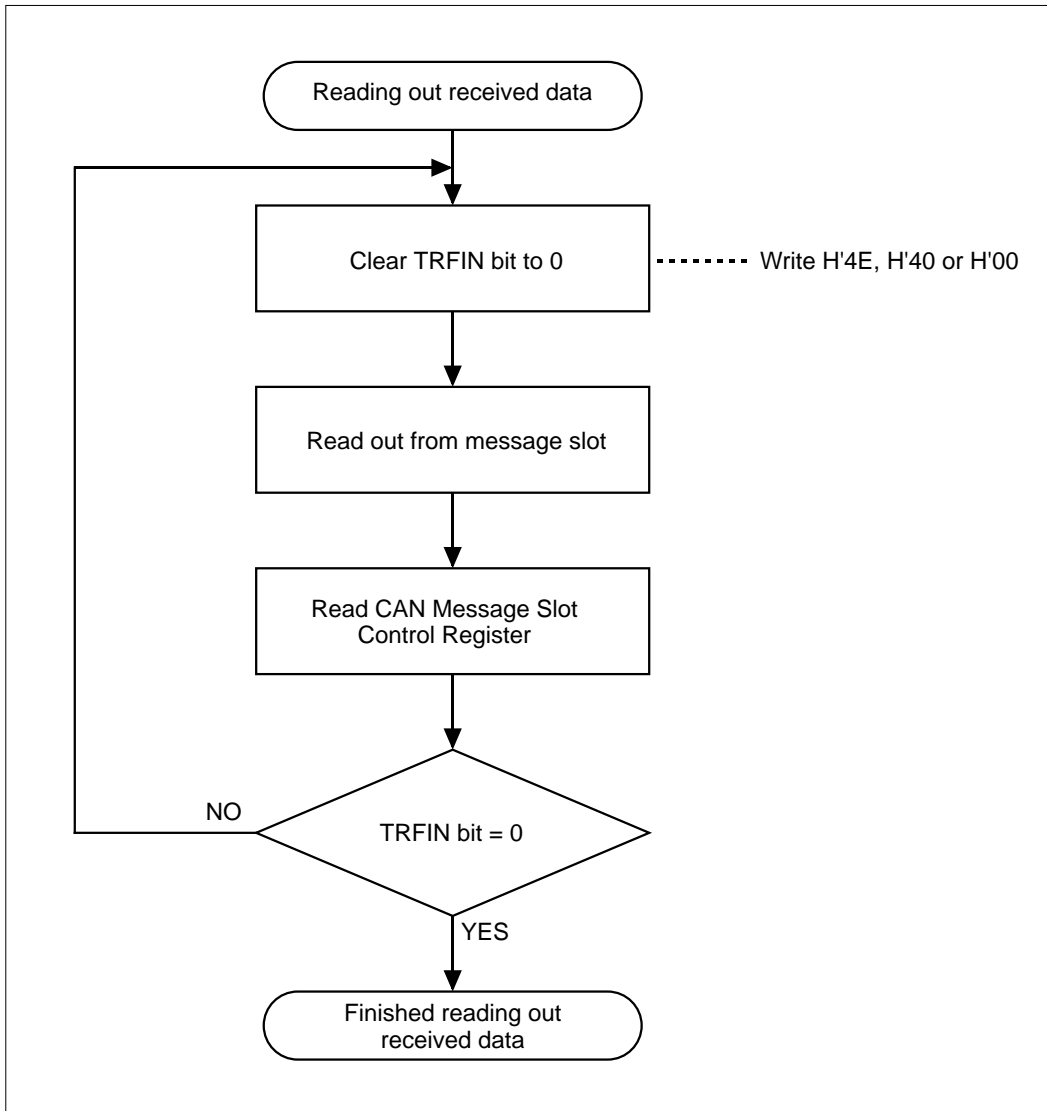 Reading out received data
Clear TRFIN bit to 0
Write H'4E, H'40 or H'00
Read out from message slot
Read CAN Message Slot
Control Register
NO
TRFIN bit = 0
YES
Finished reading out
received data